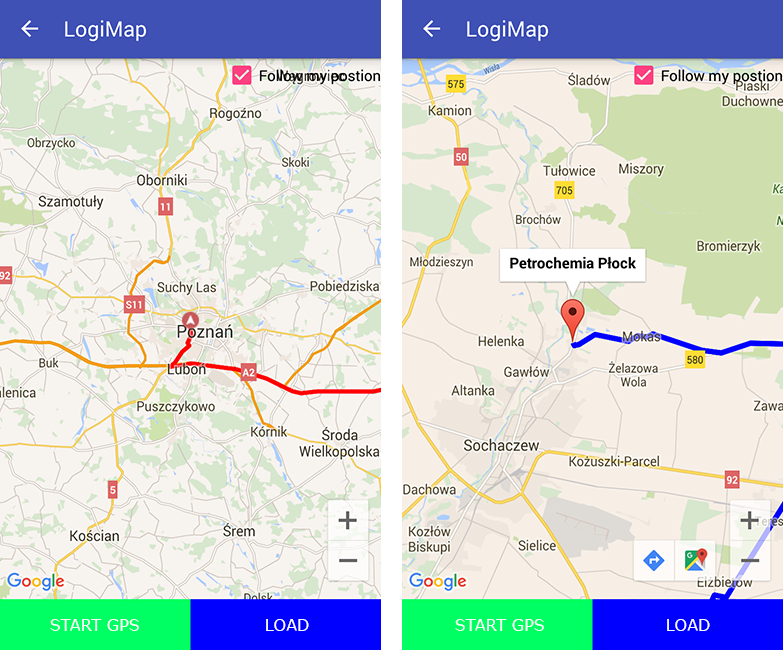 LogiMap
Follow my postion
Rogoźno
Obrzycko
Skoki
Oborniki
Szamotuły
11
92
Suchy Las
Pobiedziska
S11
Poznań
Buk
Luboń
A2
Puszczykowo
Kórnik
Środa
Wielkopolska
5
Kościan
Śrem
+
−
Google
Dolsk
START GPS
LOAD
LogiMap
Wisła
575
Follow my postion
Śladów
Piaski
Duchowne
Kamion
50
Tułowice
Miszory
705
Brochów
Bromierzyk
Młodzieszyn
Petrochemia Płock
Helenka
Mokas
580
Gawłów
Żelazowa
Wola
Altanka
Zawa
Sochaczew
Kożuszki-Parcel
92
Dachowa
+
Teres
Kozłów
Biskupi
Sielice
−
Google
Elżbietów
START GPS
LOAD